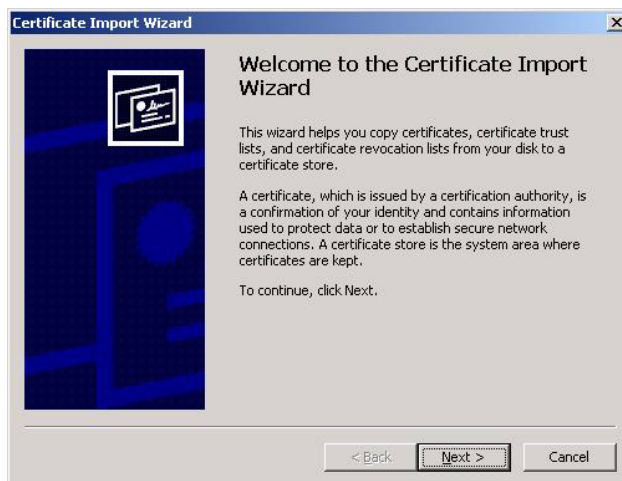 Certificate Import Wizard
Welcome to the Certificate Import
Wizard
This wizard helps you copy certificates, certificate trust
lists, and certificate revocation lists from your disk to a
certificate store.
A certificate, which is issued by a certification authority, is
a confirmation of your identity and contains information
used to protect data or to establish secure network
connections. A certificate store is the system area where
certificates are kept.
To continue, click Next.
< Back Next > Cancel